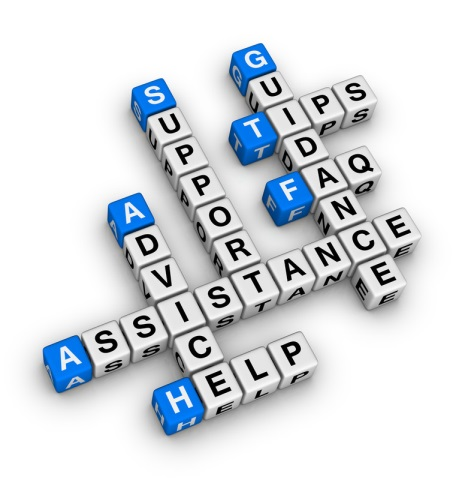 GUIDANCE
SUPPORT
TIPS
FAQ
ADVICE
ASSISTANCE
HELP